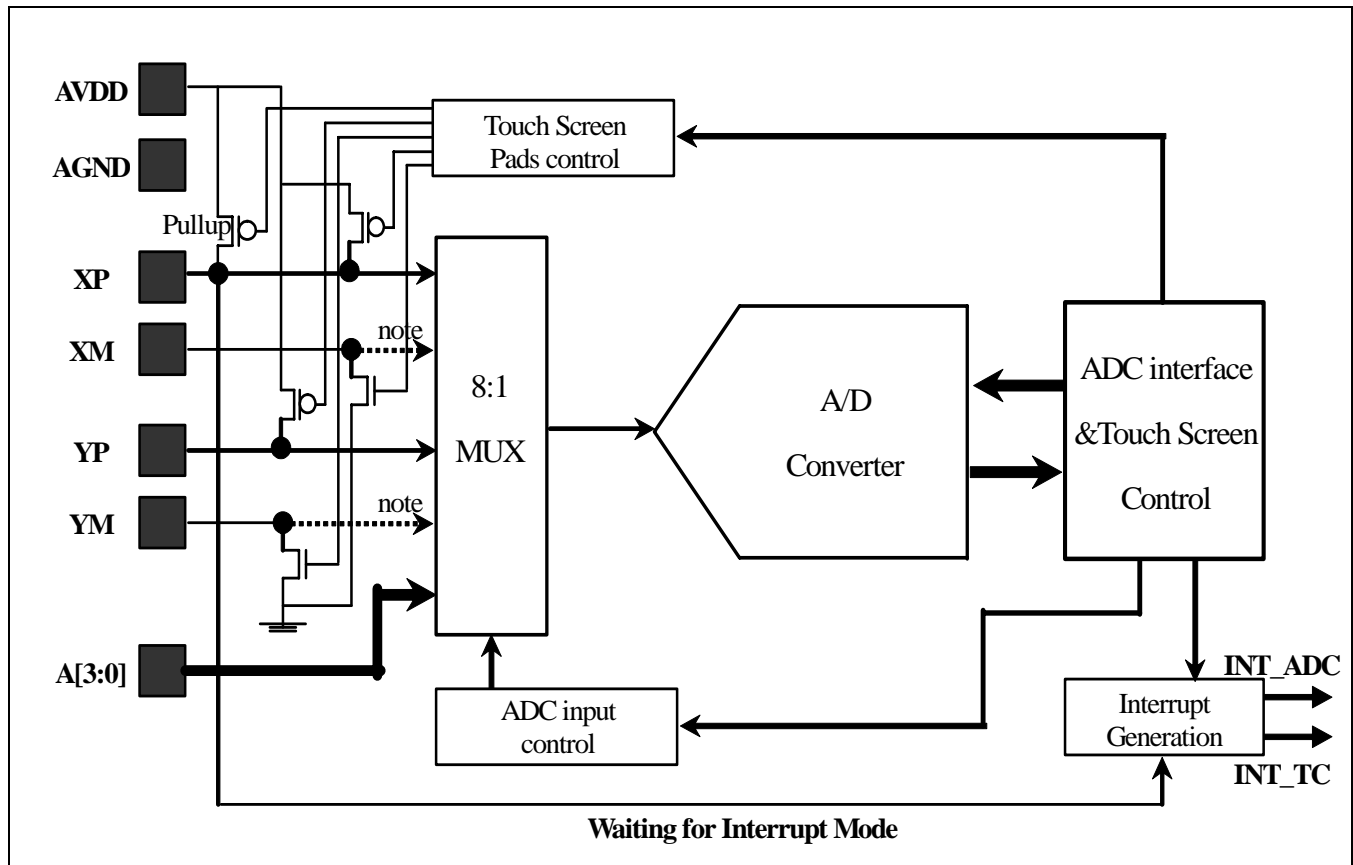 AVDD
AGND
Pullup
XP
XM
YP
YM
A[3:0]
Touch Screen
Pads control
note
note
8:1
MUX
A/D
Converter
ADC interface
&Touch Screen
Control
ADC input
control
Interrupt
Generation
INT_ADC
INT_TC
Waiting for Interrupt Mode